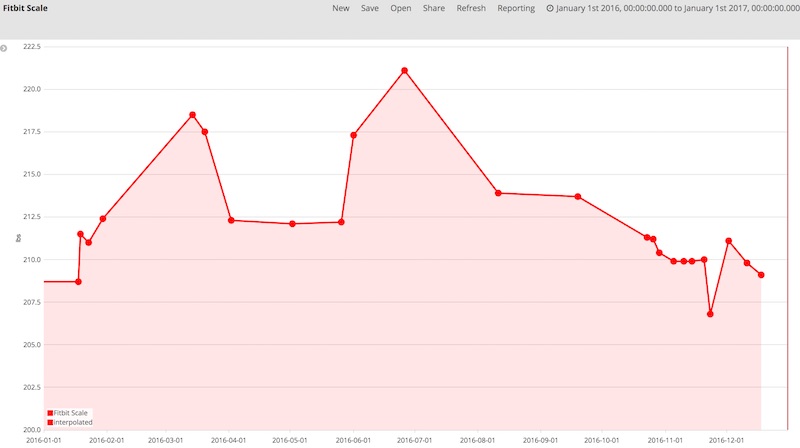 Fitbit Scale
New Save Open Share Refresh Reporting January 1st 2016, 00:00:00.000 to January 1st 2017, 00:00:00.000
222.5
220.0
217.5
215.0
212.5
lbs
210.0
207.5
205.0
202.5
200.0
Fitbit Scale
interpolated
2016-01-01 2016-02-01 2016-03-01 2016-04-01 2016-05-01 2016-06-01 2016-07-01 2016-08-01 2016-09-01 2016-10-01 2016-11-01 2016-12-01